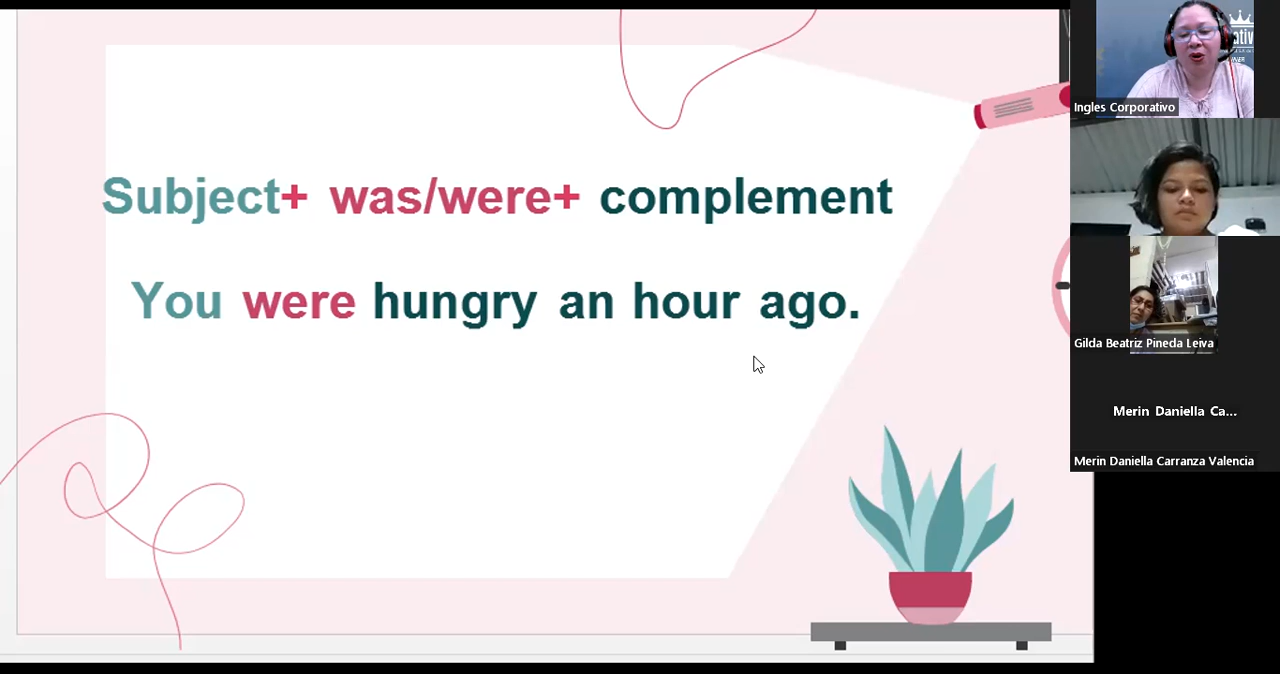 Subject+ was/were+ complement
You were hungry an hour ago.
Ingles Corporativo
Gilda Beatriz Pineda Leiva
Merin Daniella Ca...
Merin Daniella Carranza Valencia